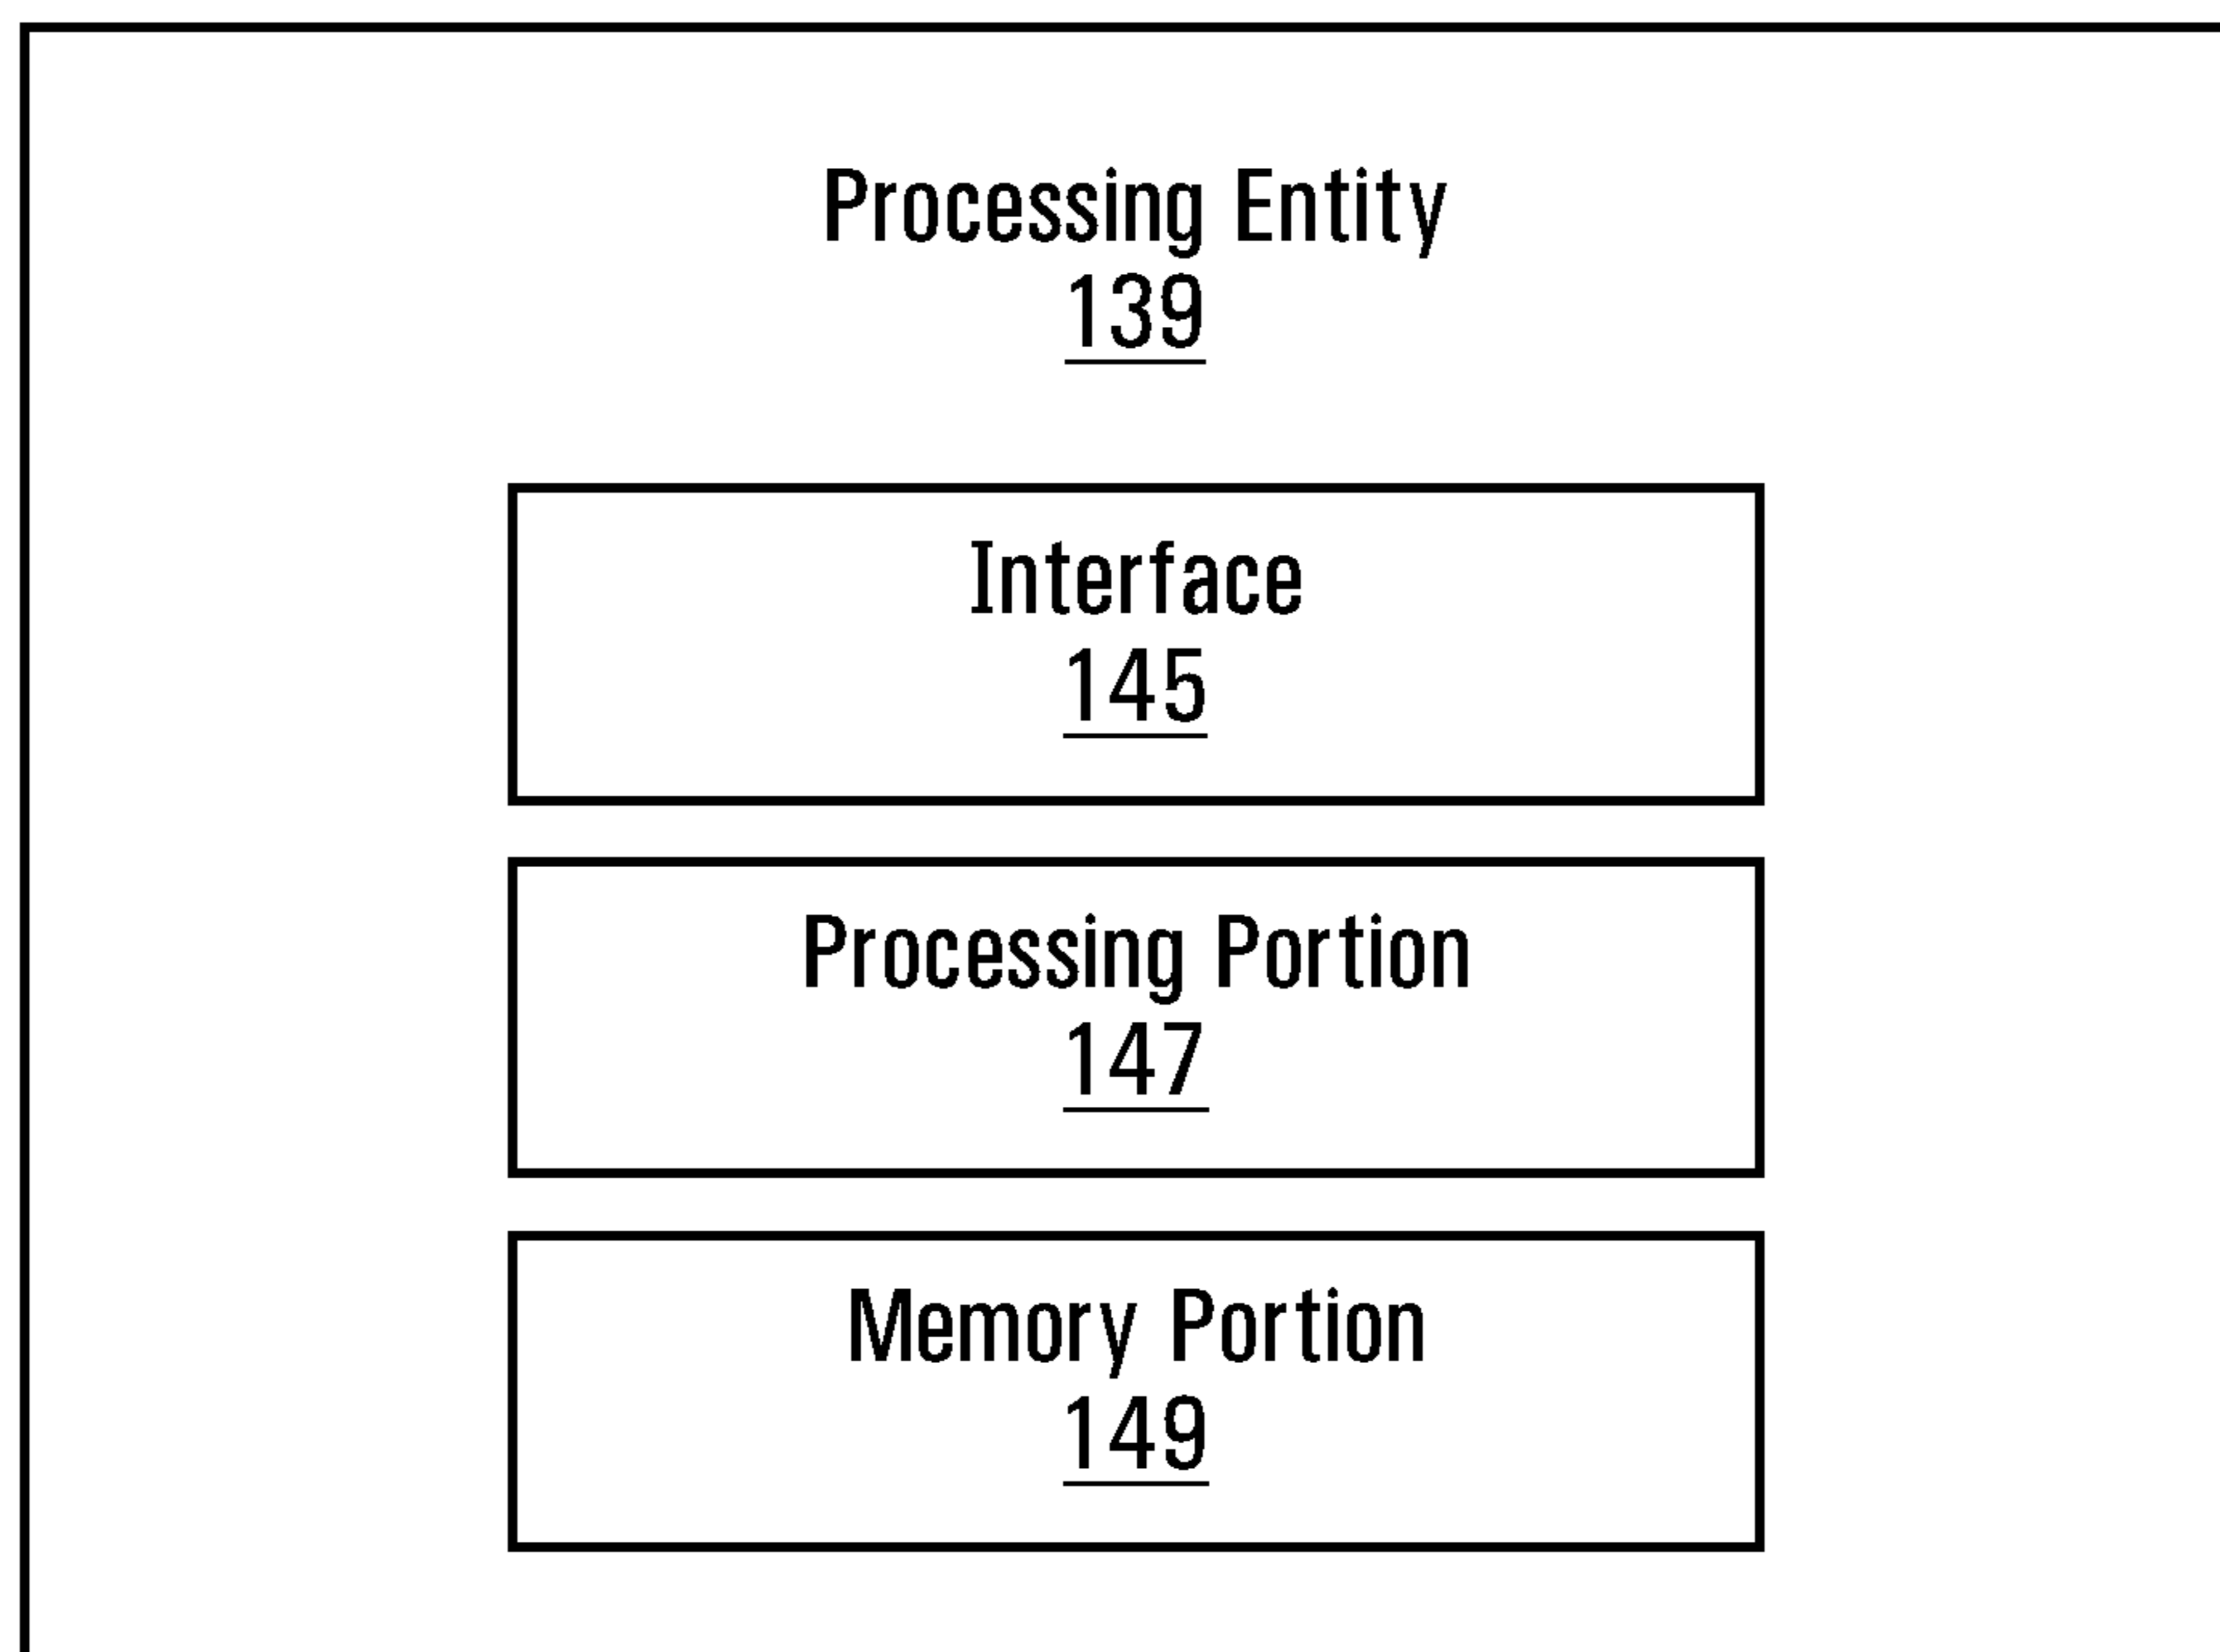 Processing Entity
139
Interface
145
Processing Portion
147
Memory Portion
149